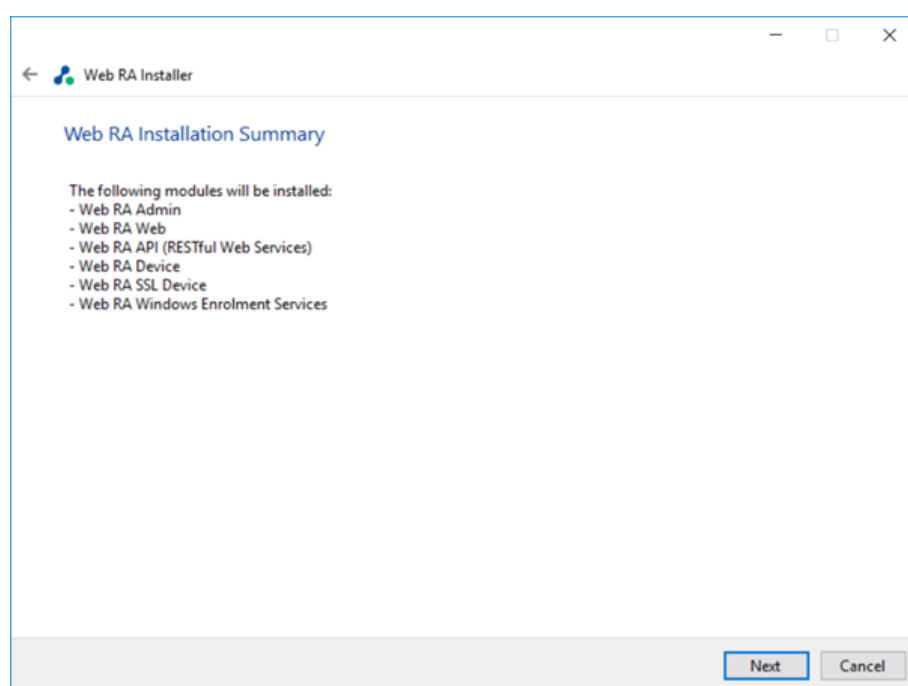 Web RA Installer
Web RA Installation Summary
The following modules will be installed:
- Web RA Admin
- Web RA Web
- Web RA API (RESTful Web Services)
- Web RA Device
- Web RA SSL Device
- Web RA Windows Enrolment Services
Next Cancel